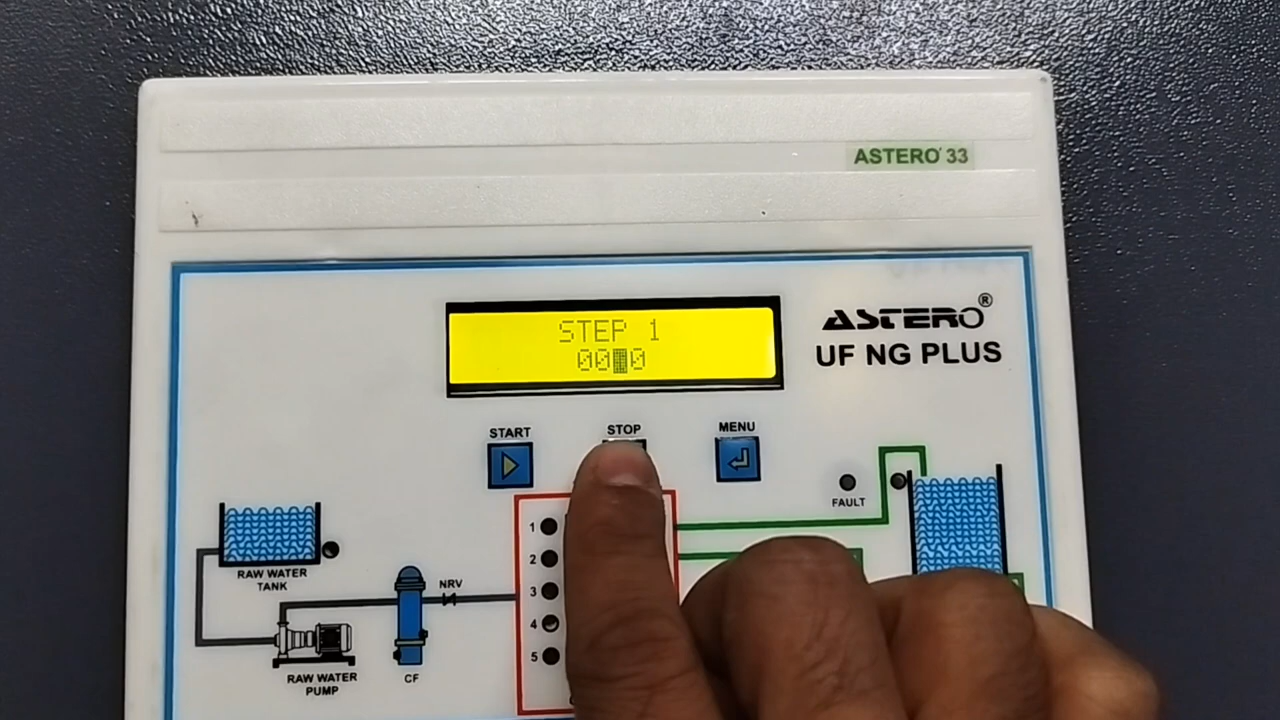 ASTERO 33
STEP 1
ASTERO®
UF NG PLUS
START
STOP
MENU
FAULT
1
2
3
4
5
RAW WATER
TANK
NRV
RAW WATER
PUMP
CF